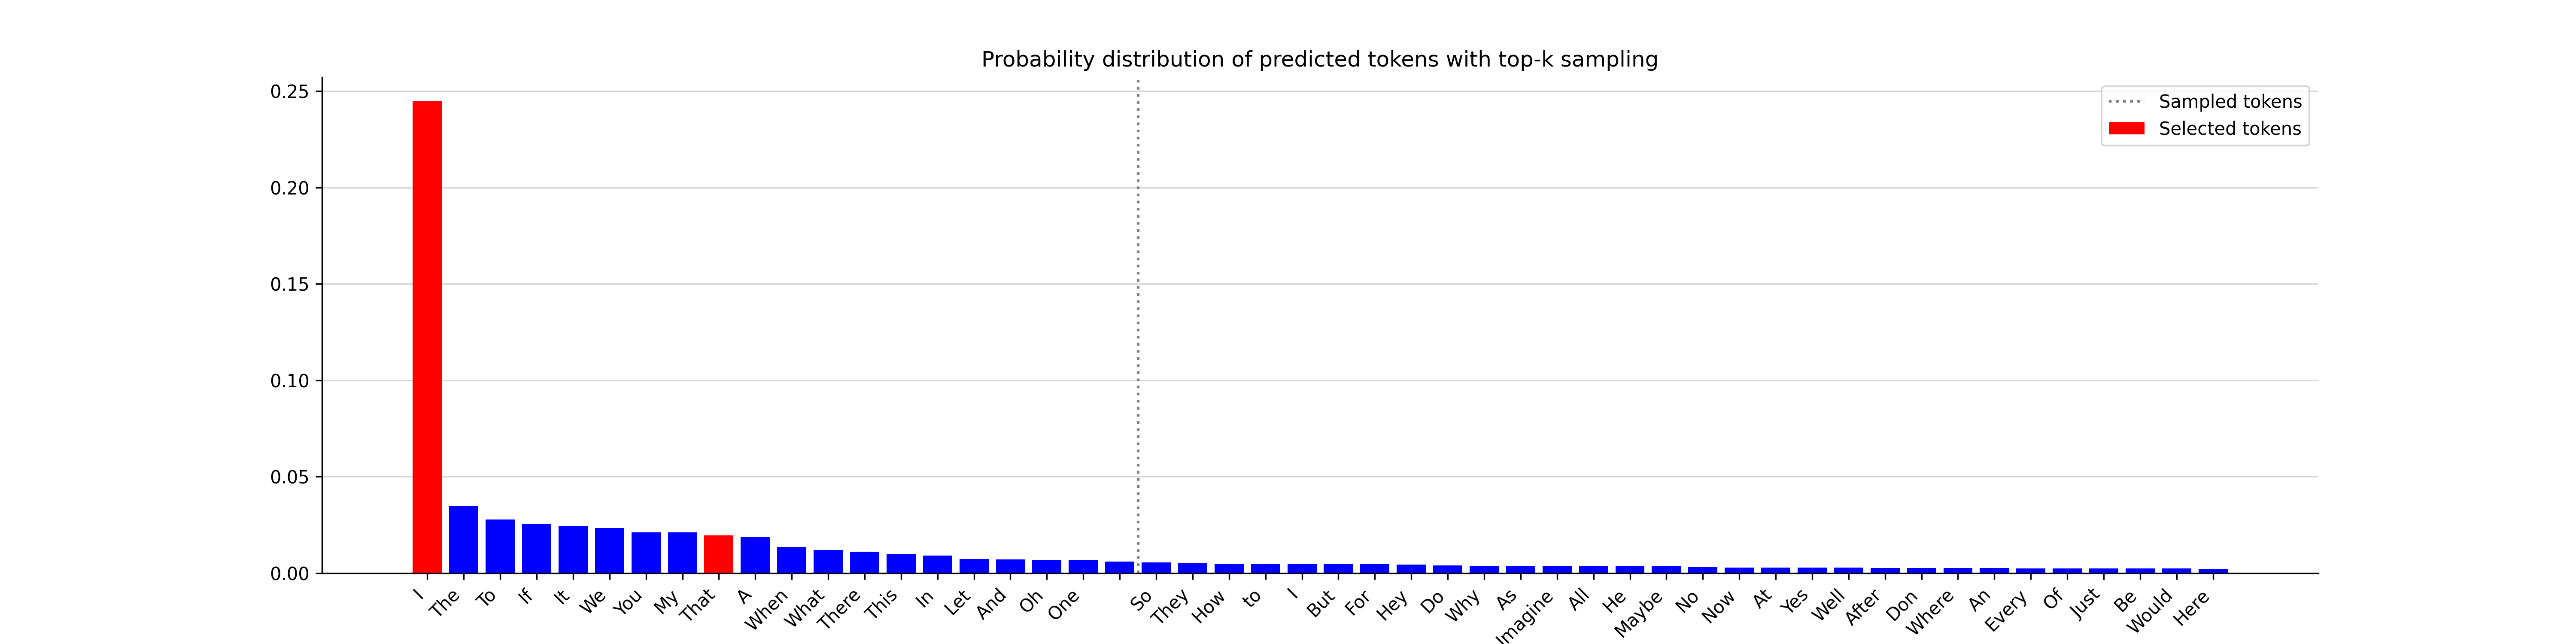 Probability distribution of predicted tokens with top-k sampling
0.25
0.20
0.15
0.10
0.05
0.00
Sampled tokens
Selected tokens
I The To If It We You My That A When What There This In Let And Oh One So They How to I But For Hey Do Why As Imagine All He Maybe No Now At Yes Well After Don Where An Every Of Just Be Would Here